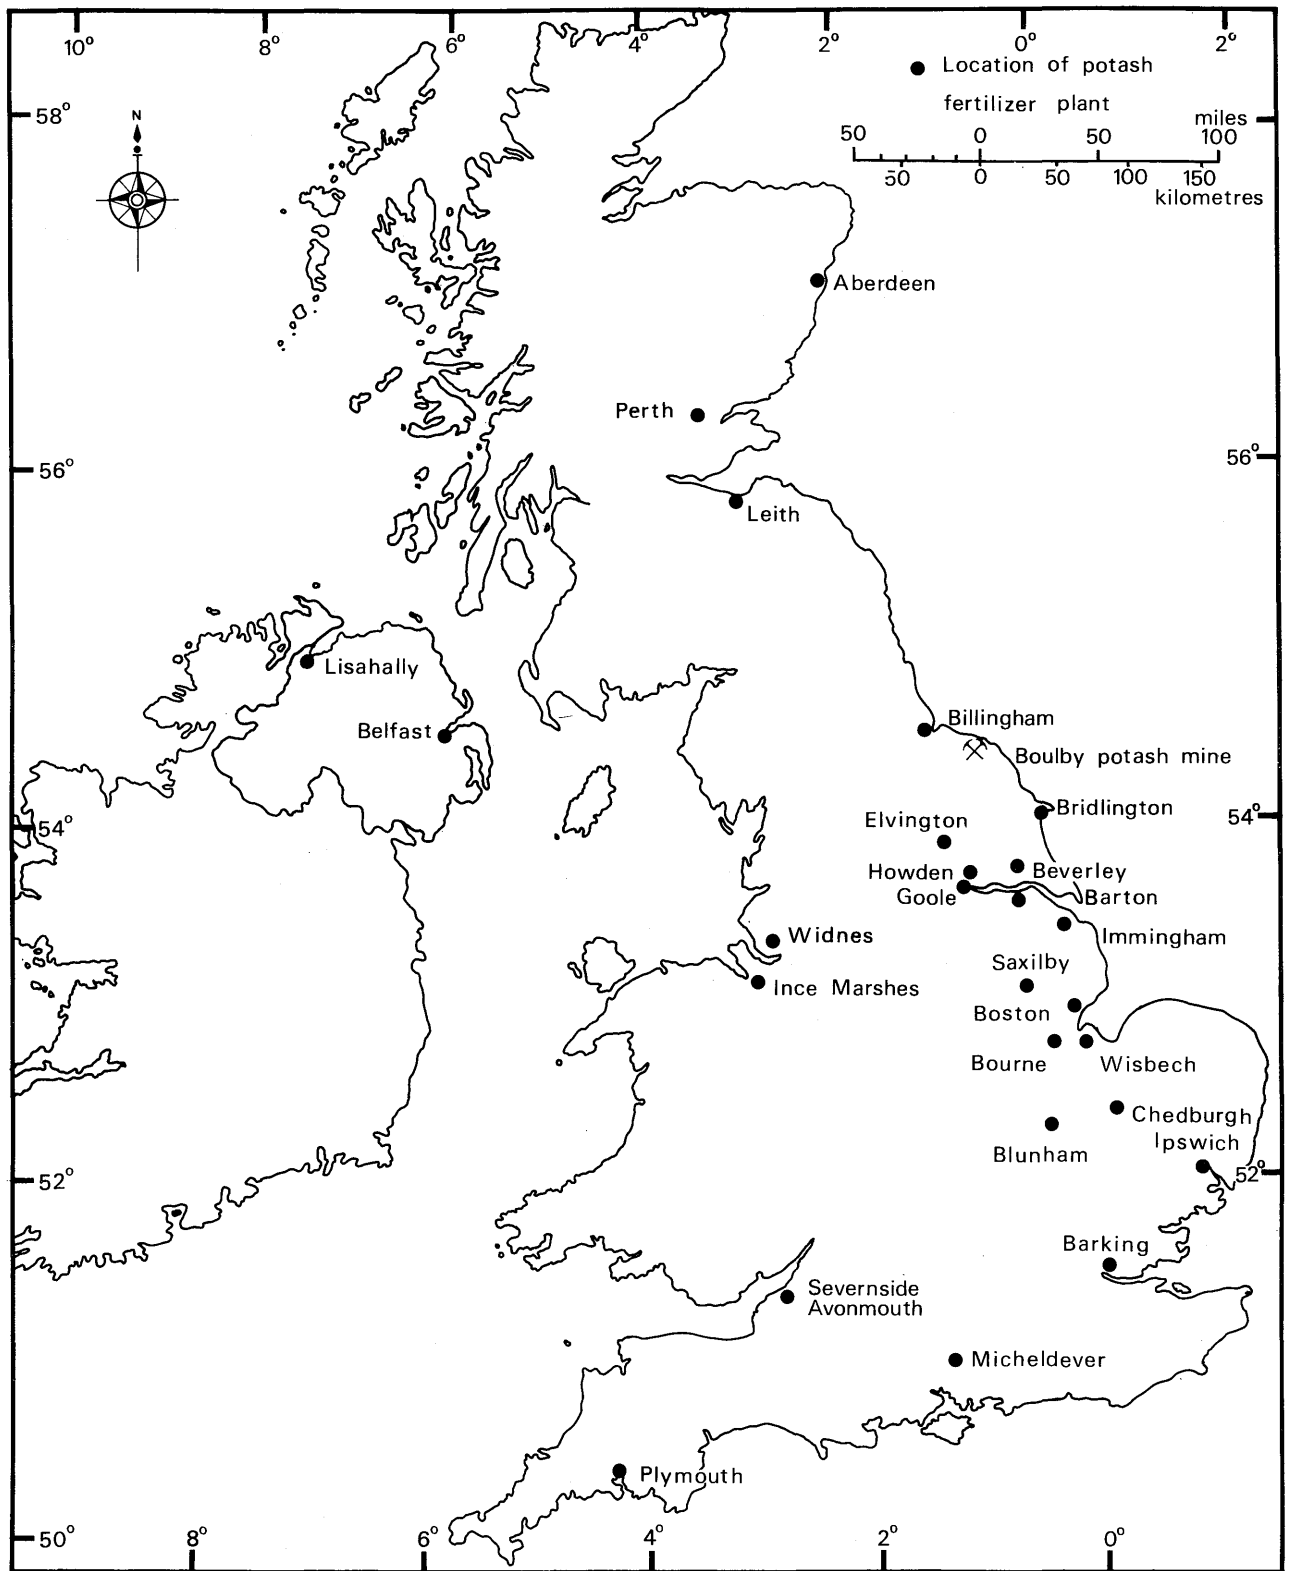 10° 8° 6° 4° 2° 0° 2°
Location of potash
fertilizer plant
58°
N
miles
50 0 50 100
50 0 50 100 150
kilometres
Aberdeen
Perth
56° 56°
Leith
Lisahally
Belfast
Billingham
Boulby potash mine
Bridlington
54° 54°
Elvington
Howden
Beverley
Goole
Barton
Widnes
Immingham
Saxilby
Ince Marshes
Boston
Bourne
Wisbech
Chedburgh
Ipswich
Blunham
52° 52°
Barking
Severnside
Avonmouth
Micheldever
Plymouth
50°
8° 6° 4° 2° 0°